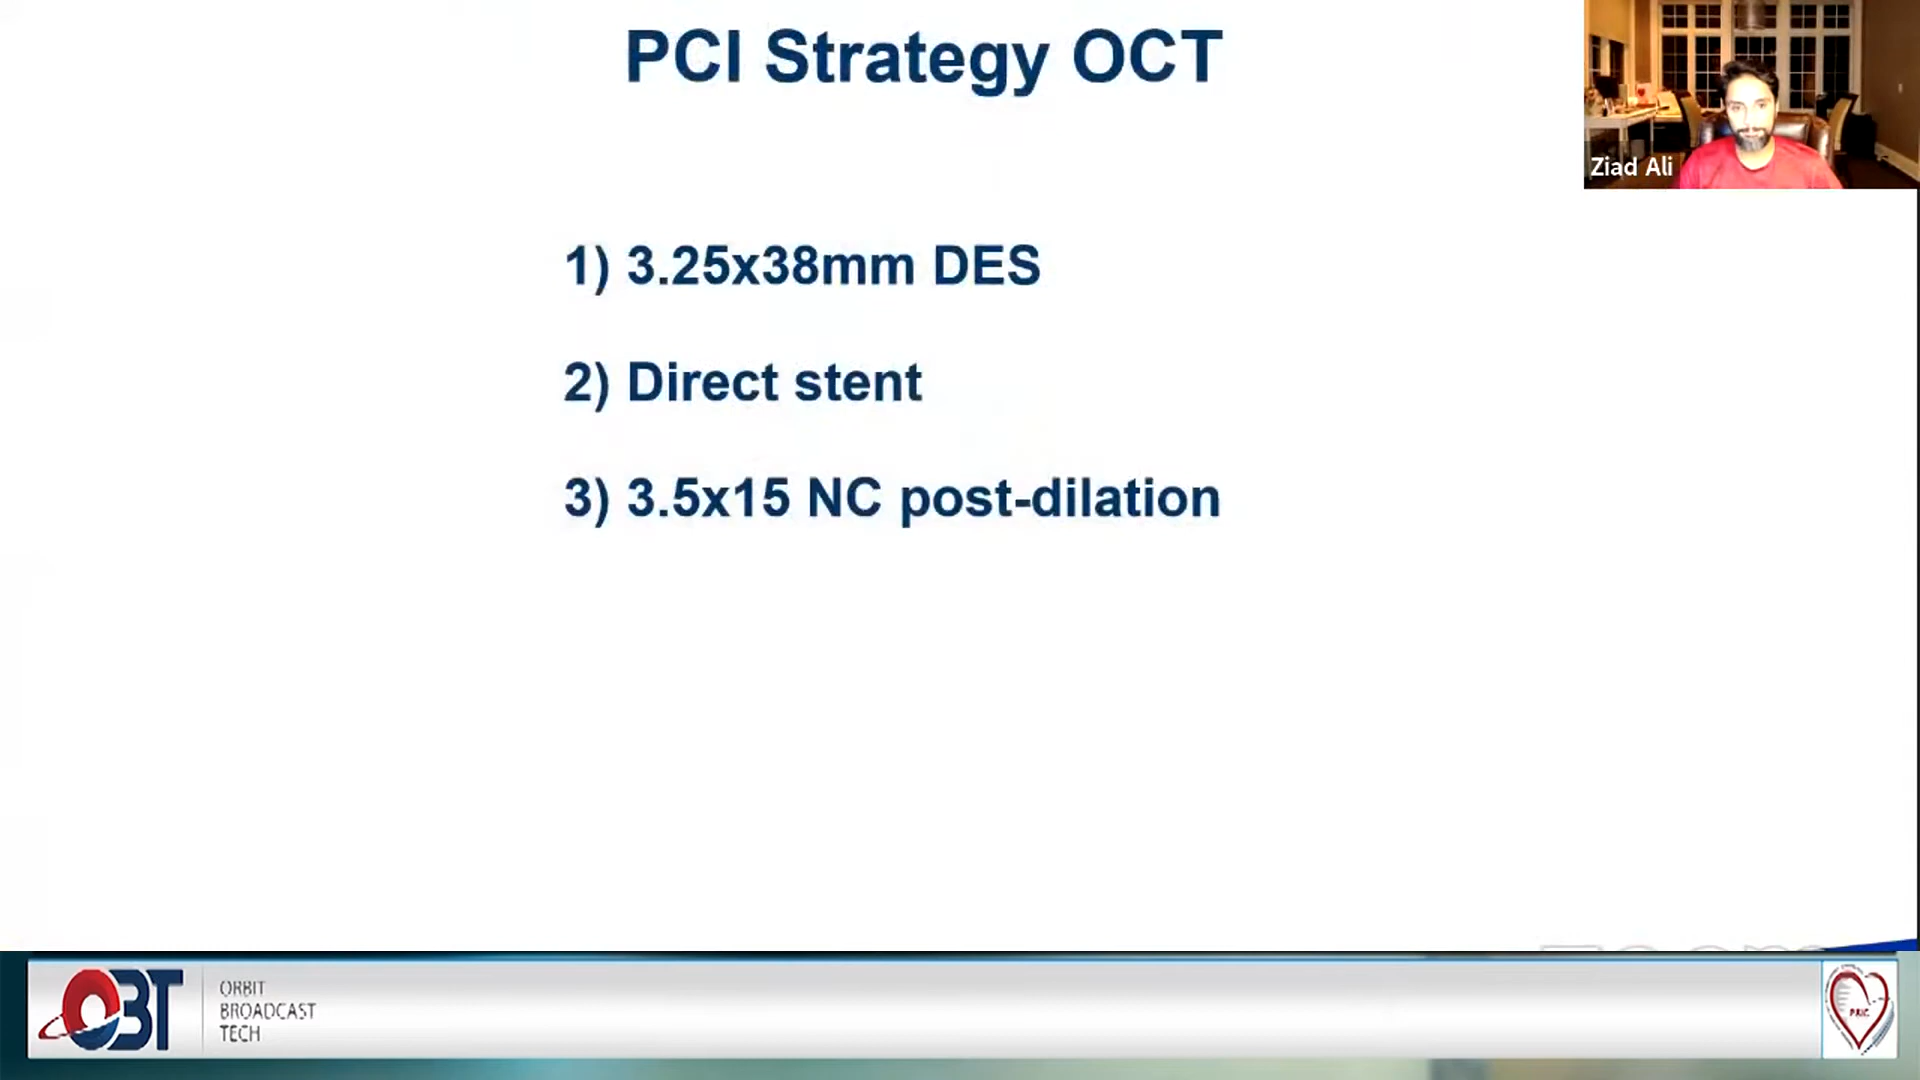 PCI Strategy OCT
Ziad Ali
1) 3.25x38mm DES
2) Direct stent
3) 3.5x15 NC post-dilation
zoom
OBT
ORBIT
BROADCAST
TECH